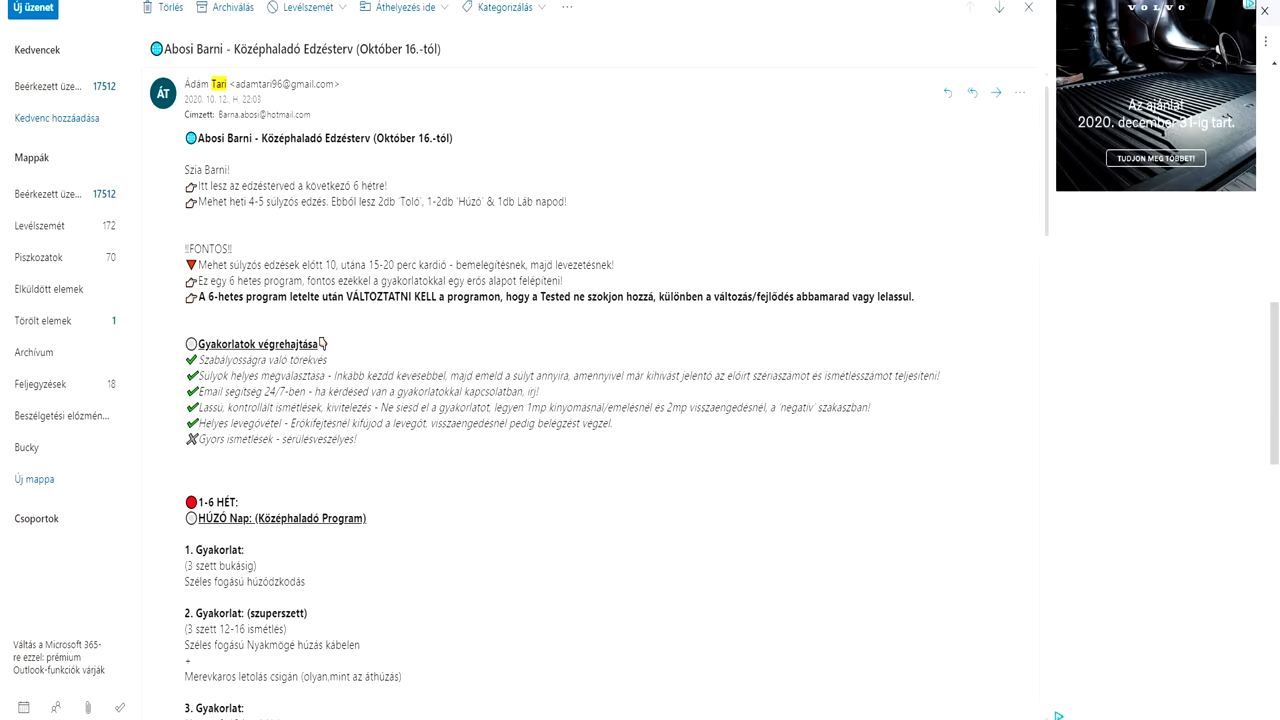 Új üzenet
Törlés
Archiválás
Levélszemét
Áthelyezés ide
Kategorizálás
Kedvencek
Beérkezett üze... 17512
Kedvenc hozzáadása
Mappák
Beérkezett üze... 17512
Levélszemét 172
Piszkozatok 70
Elküldött elemek
Törölt elemek 1
Archívum
Feljegyzések 18
Beszélgetési előzmén...
Bucky
Új mappa
Csoportok
Váltás a Microsoft 365-
re ezzel: prémium
Outlook-funkciók várják
Abosi Barni - Középhaladó Edzésterv (Október 16.-tól)
ÁT
Ádám Tari <adamtari96@gmail.com>
2020. 10. 12., H, 22:03
Címzett: Barna.abosi@hotmail.com
Abosi Barni - Középhaladó Edzésterv (Október 16.-tól)
Szia Barni!
Itt lesz az edzésterved a következő 6 hétre!
Mehet heti 4-5 súlyzós edzés. Ebből lesz 2db 'Toló', 1-2db 'Húzó' & 1db Láb napod!
!!FONTOS!!
Mehet súlyzós edzések előtt 10, utána 15-20 perc kardió - bemelegítésnek, majd levezetésnek!
Ez egy 6 hetes program, fontos ezekkel a gyakorlatokkal egy erős alapot felépíteni!
A 6-hetes program letelte után VÁLTOZTATNI KELL a programon, hogy a Tested ne szokjon hozzá, különben a változás/fejlődés abbamarad vagy lelassul.
Gyakorlatok végrehajtása
Szabályosságra való törekvés
Súlyok helyes megválasztása - Inkább kezdd kevesebbel, majd emeld a súlyt annyira, amennyivel már kihívást jelentő az előírt szériaszámot és ismétlésszámot teljesíteni!
Email segítség 24/7-ben - ha kérdésed van a gyakorlatokkal kapcsolatban, írj!
Lassú, kontrollált ismétlések, kivitelezés - Ne siesd el a gyakorlatot, legyen 1mp kinyomásnál/emelésnél és 2mp visszaengedésnél, a 'negatív' szakaszban!
Helyes levegővétel - Erőkifejtésnél kifújod a levegőt, visszaengedésnél pedig belégzést végzel.
Gyors ismétlések - sérülésveszélyes!
1-6 HÉT:
HÚZÓ Nap: (Középhaladó Program)
1. Gyakorlat:
(3 szett bukásig)
Széles fogású húzódzkodás
2. Gyakorlat: (szuperszett)
(3 szett 12-16 ismétlés)
Széles fogású Nyakmögé húzás kábelen
+
Merevkaros letolás csigán (olyan,mint az áthúzás)
3. Gyakorlat:
VOLVO
Az ajánlat
2020. december 31-ig tart.
TUDJON MEG TÖBBET!